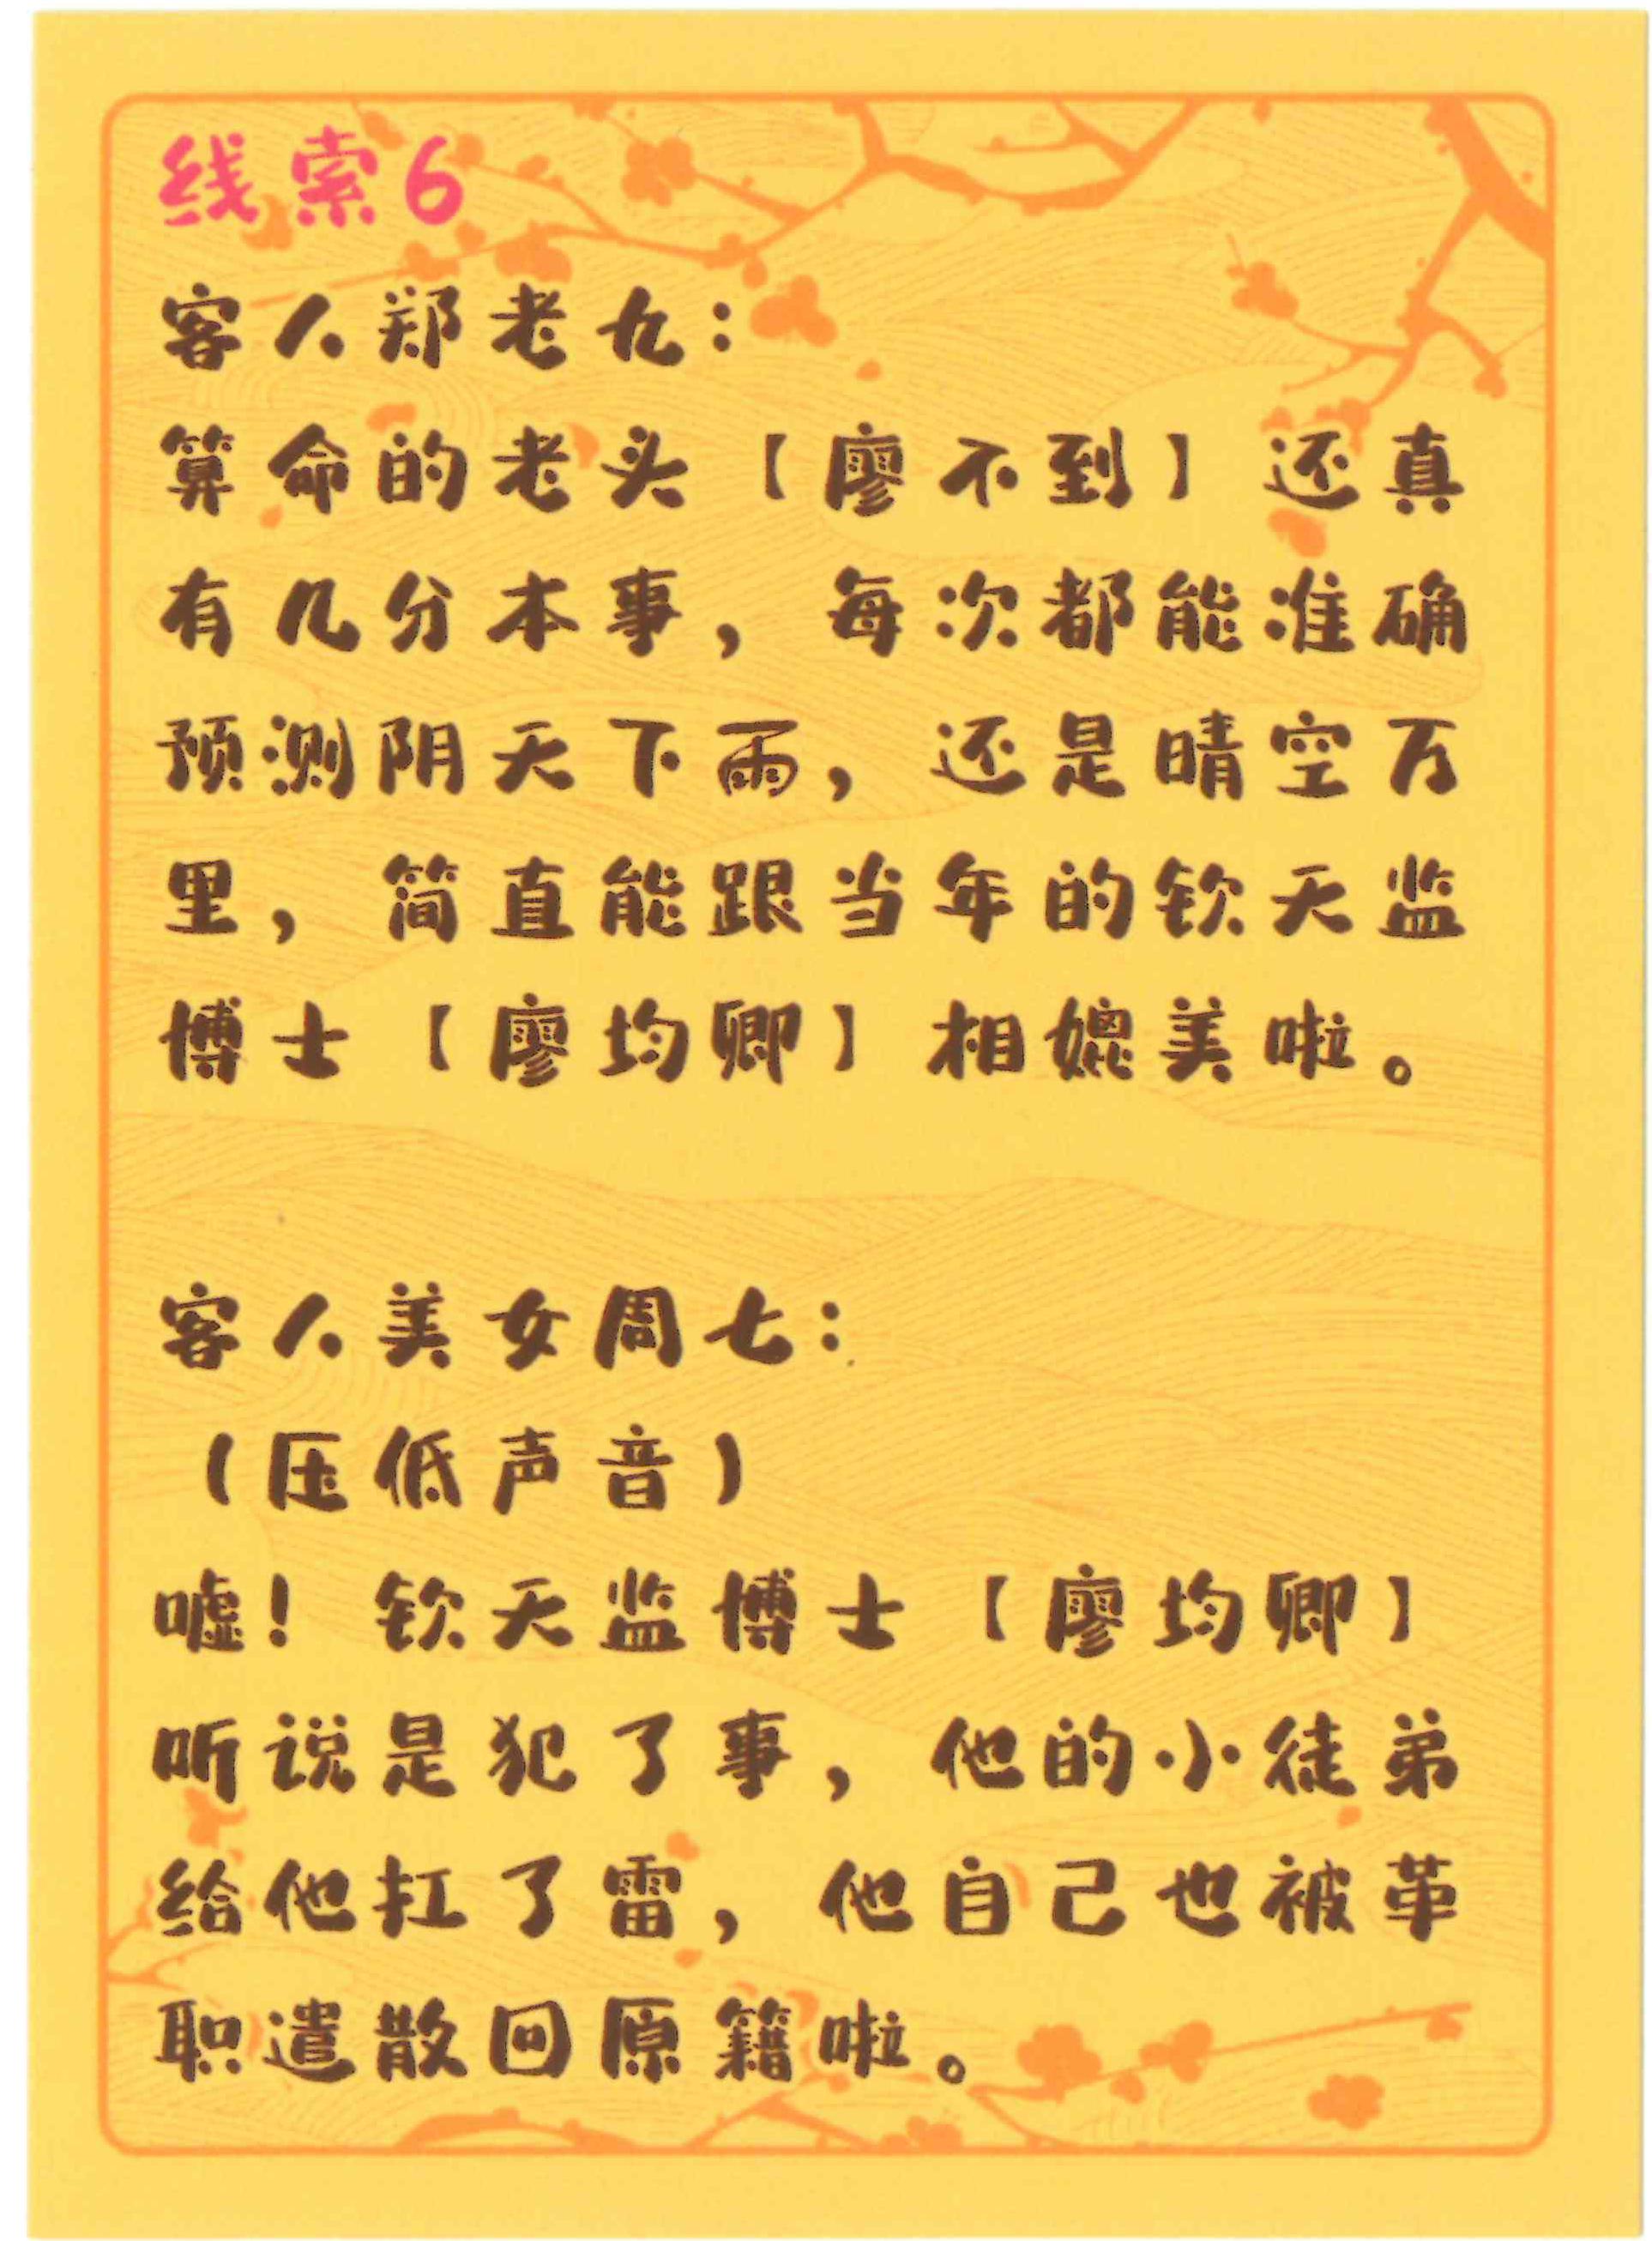 线索6
客人郑老九：
算命的老头【廖不到】还真
有几分本事，每次都能准确
预测阴天下雨，还是晴空万
里，简直能跟当年的钦天监
博士【廖均卿】相媲美啦。
客人美女周七：
（压低声音）
嘘！钦天监博士【廖均卿】
听说是犯了事，他的小徒弟
给他扛了雷，他自己也被革
职遣散回原籍啦。